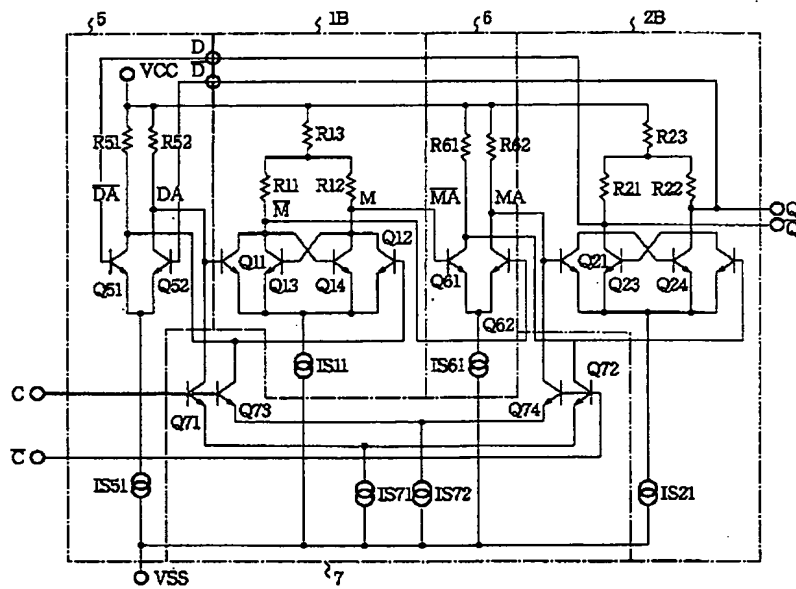 5 1B 6 2B
D
D̅
VCC
R13 R23
R51 R52 R61 R62
R11 R12 R21 R22
D̅A̅ DA M̅ M M̅A̅ MA
Q
Q̅
Q12
Q11 Q21
Q51 Q52 Q13 Q14 Q61 Q23 Q24
Q62
IS11 IS61 Q72
C
Q71 Q73 Q74
C̅
IS51 IS71 IS72 IS21
VSS 7